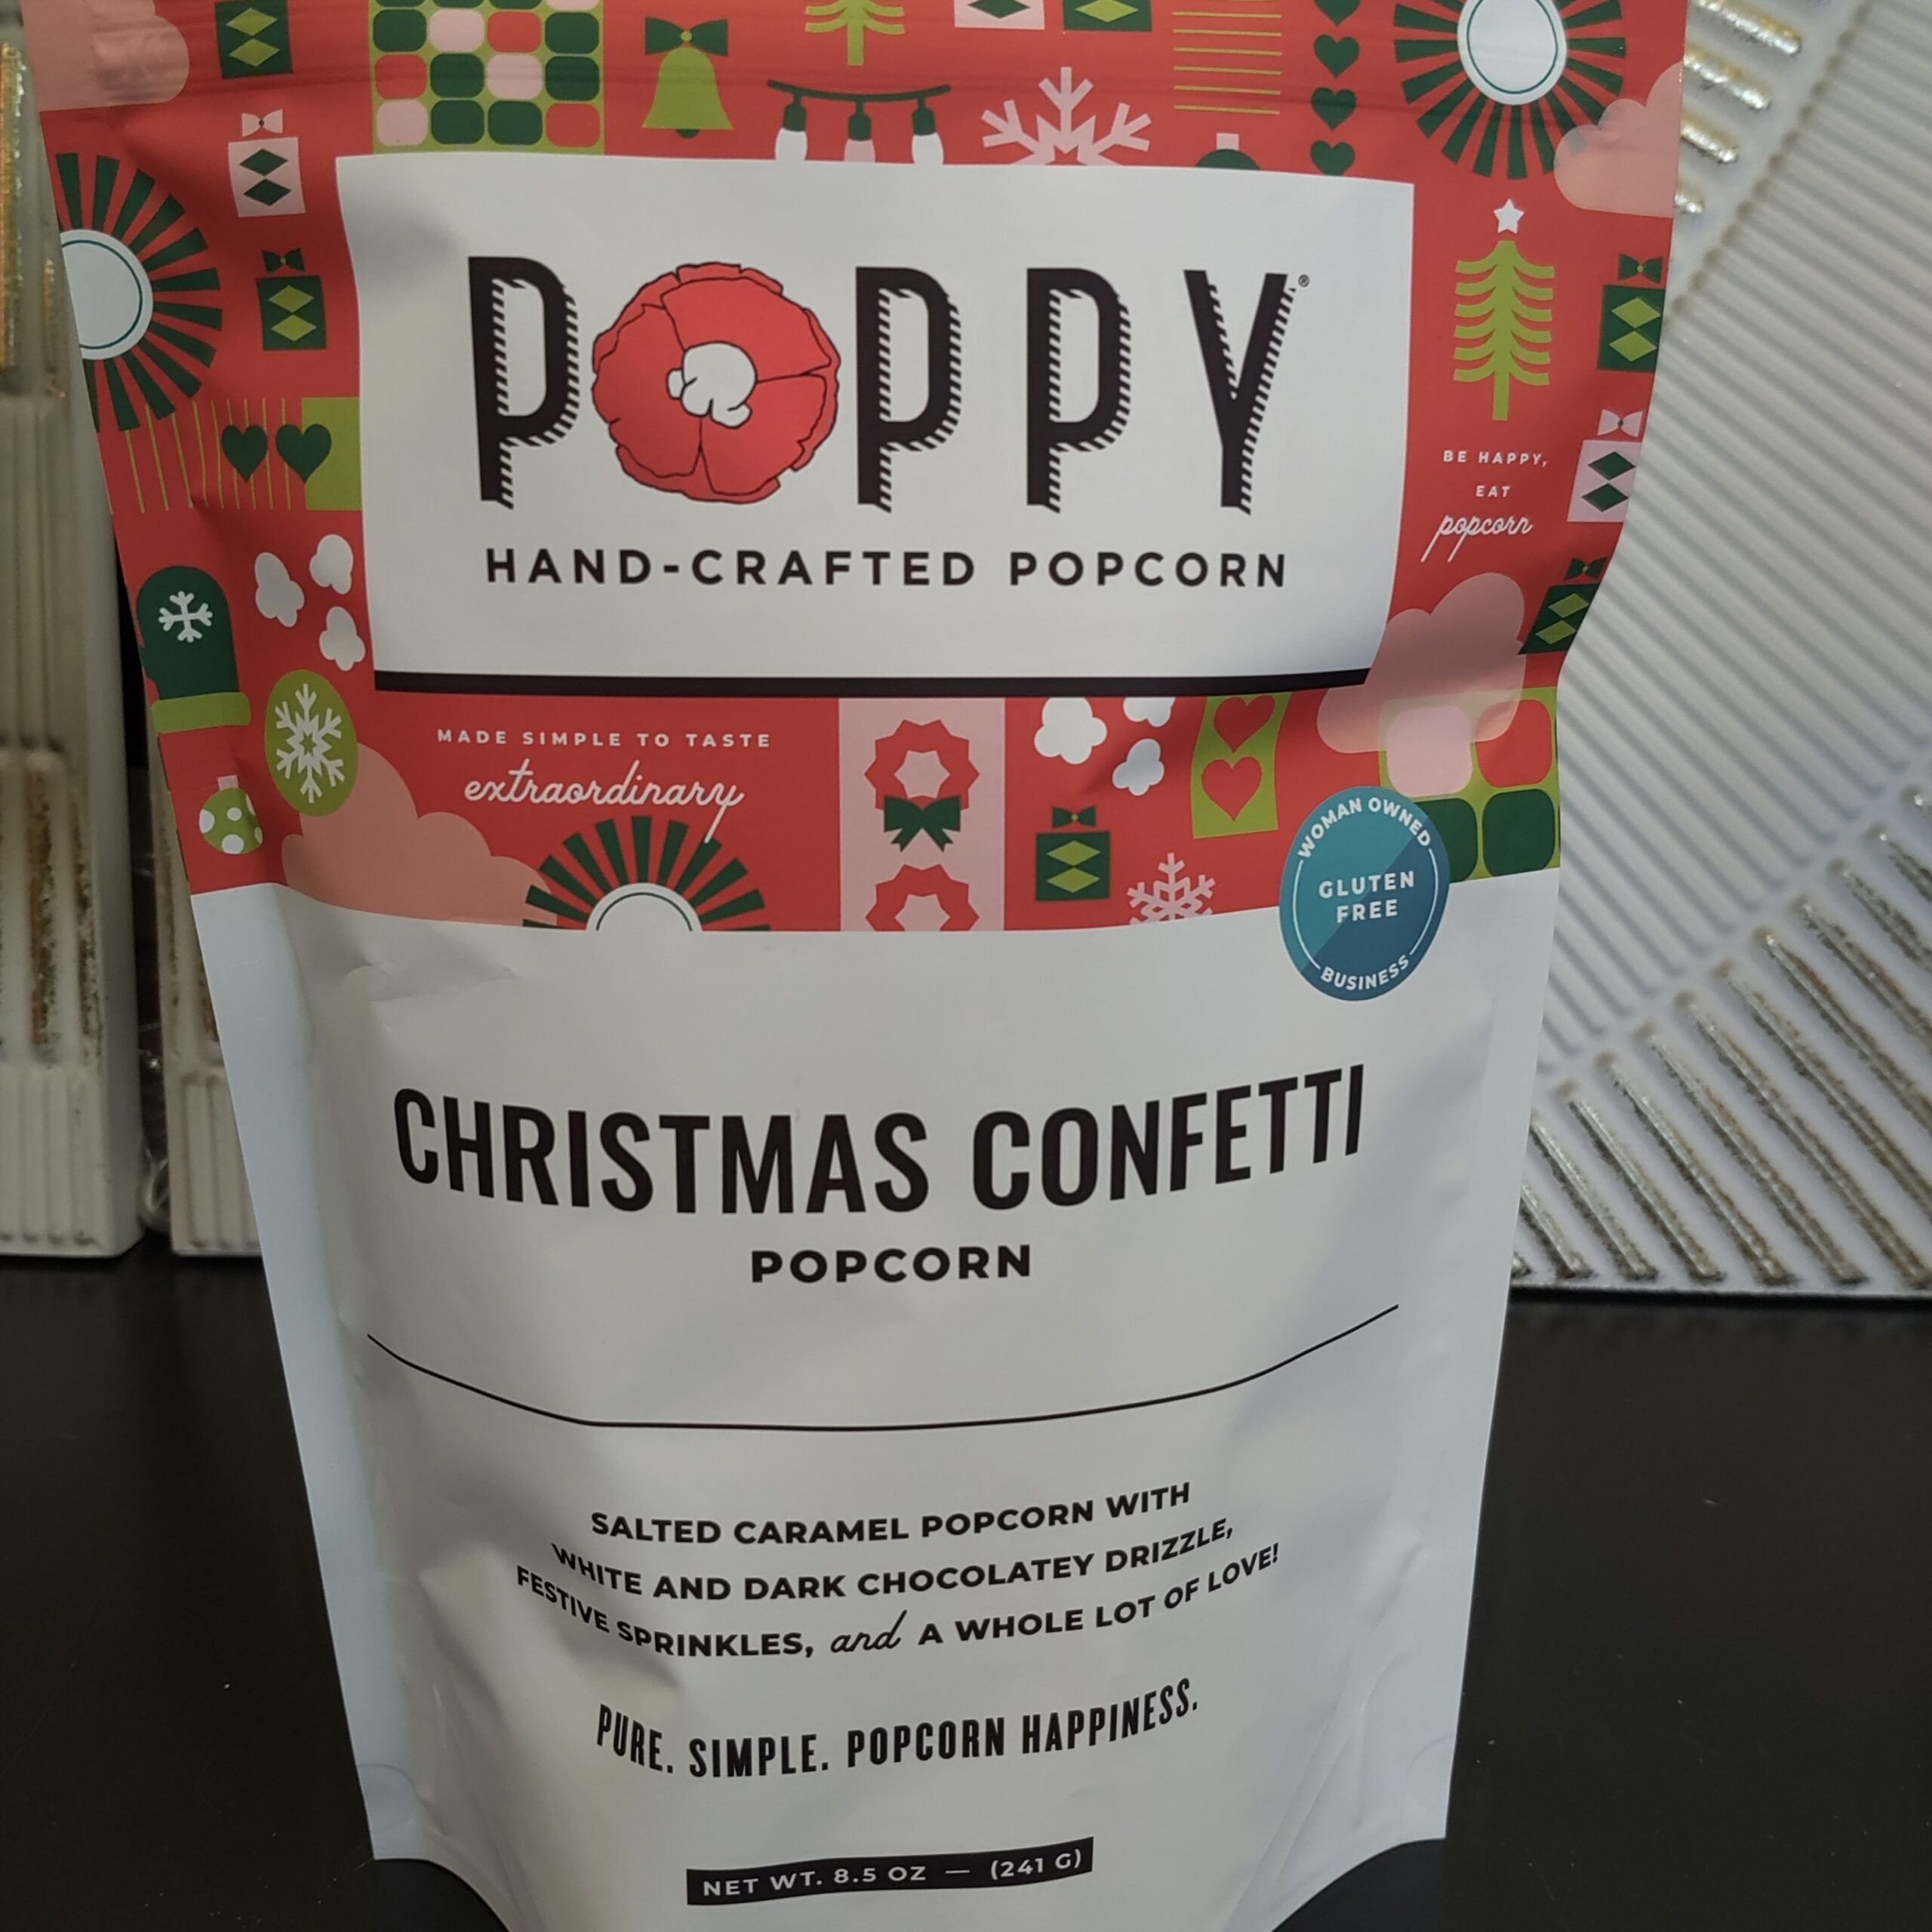 POPPY®
HAND-CRAFTED POPCORN
BE HAPPY,
EAT
popcorn
MADE SIMPLE TO TASTE
extraordinary
WOMAN OWNED
GLUTEN
FREE
BUSINESS
CHRISTMAS CONFETTI
POPCORN
SALTED CARAMEL POPCORN WITH
WHITE AND DARK CHOCOLATEY DRIZZLE,
FESTIVE SPRINKLES, and A WHOLE LOT OF LOVE!
PURE. SIMPLE. POPCORN HAPPINESS.
NET WT. 8.5 OZ — (241 G)